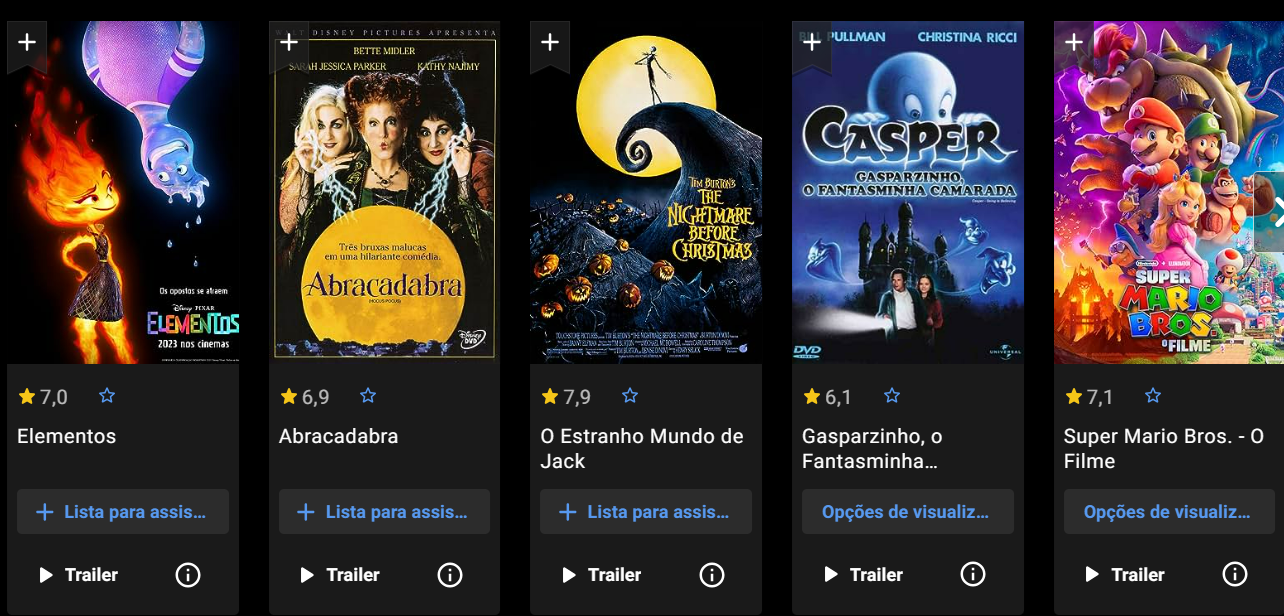 Os opostos se atraem
Disney PIXAR
ELEMENTOS
2023 nos cinemas
7,0
Elementos
Lista para assis...
Trailer
WALT DISNEY PICTURES APRESENTA
BETTE MIDLER
SARAH JESSICA PARKER KATHY NAJIMY
Três bruxas malucas
em uma hilariante comédia.
Abracadabra
(HOCUS POCUS)
Disney
DVD
6,9
Abracadabra
Lista para assis...
Trailer
TIM BURTON'S
THE
NIGHTMARE
BEFORE
CHRISTMAS
7,9
O Estranho Mundo de
Jack
Lista para assis...
Trailer
BILL PULLMAN CHRISTINA RICCI
CASPER
GASPARZINHO,
O FANTASMINHA CAMARADA
DVD
UNIVERSAL
6,1
Gasparzinho, o
Fantasminha...
Opções de visualiz...
Trailer
Nintendo
SUPER
MARIO
BROS.
O FILME
7,1
Super Mario Bros. - O
Filme
Opções de visualiz...
Trailer